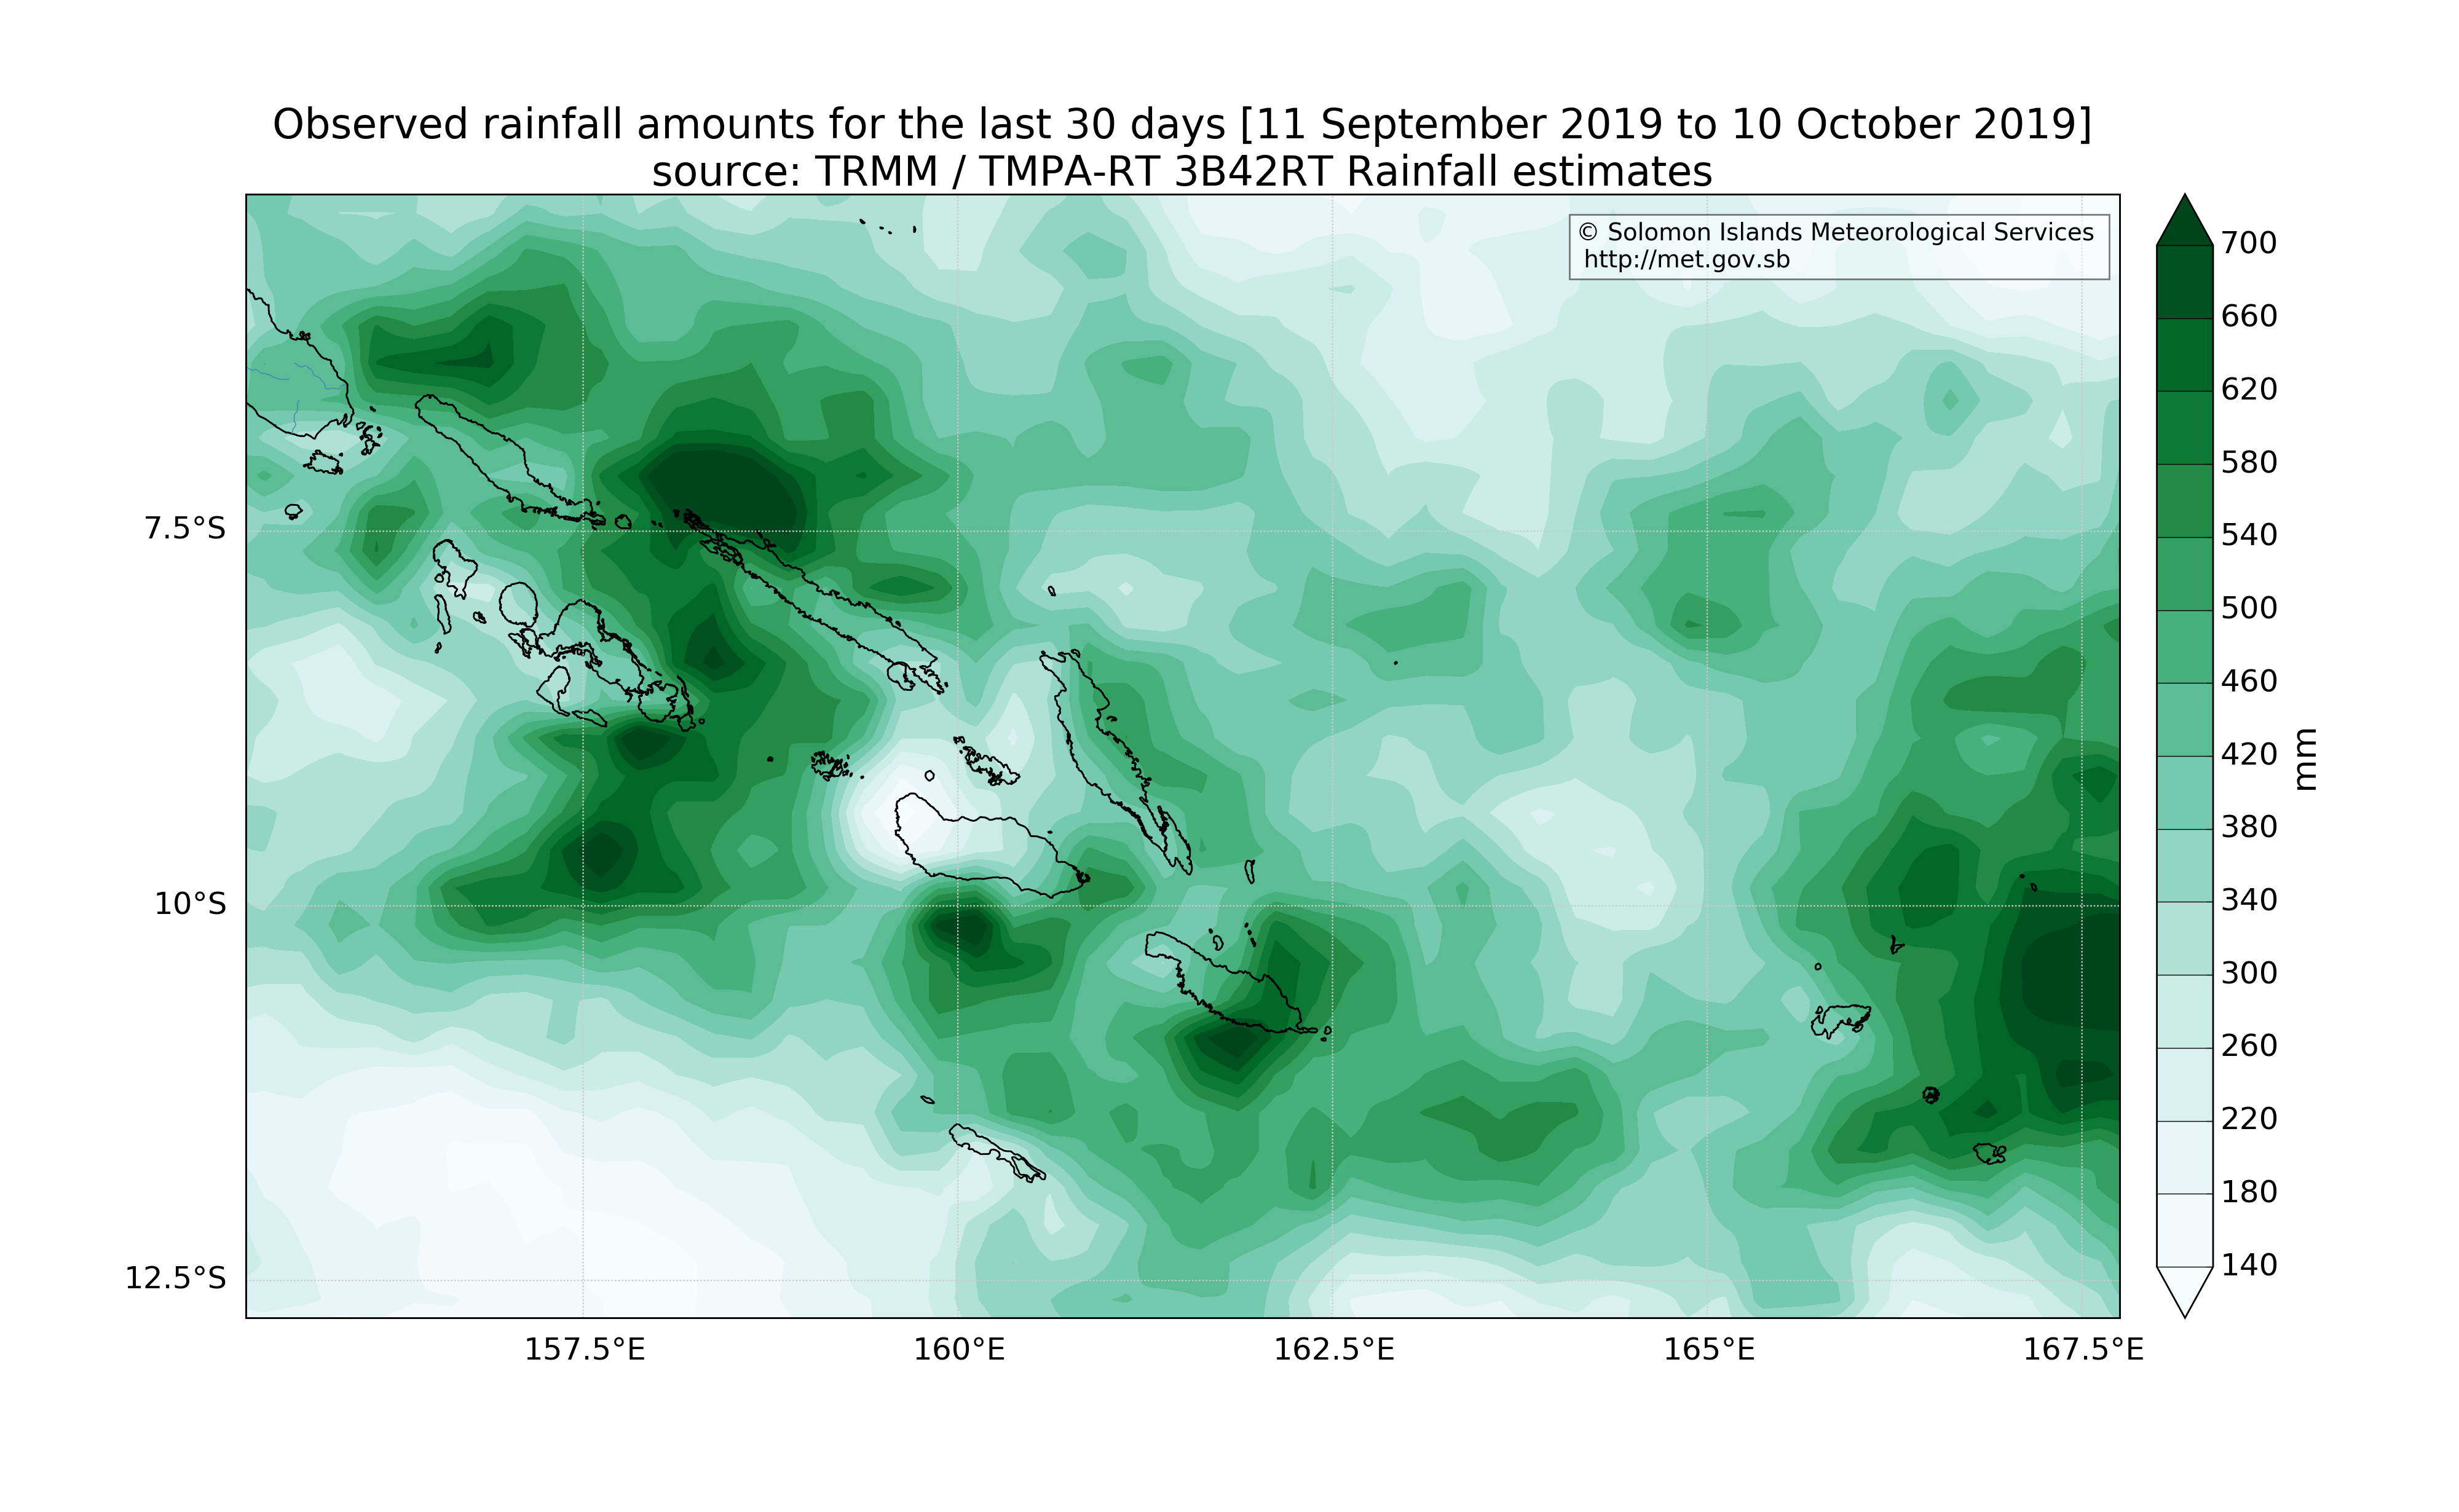 Observed rainfall amounts for the last 30 days [11 September 2019 to 10 October 2019]
source: TRMM / TMPA-RT 3B42RT Rainfall estimates
© Solomon Islands Meteorological Services
http://met.gov.sb
7.5°S
10°S
12.5°S
157.5°E
160°E
162.5°E
165°E
167.5°E
700
660
620
580
540
500
460
420
380
340
300
260
220
180
140
mm